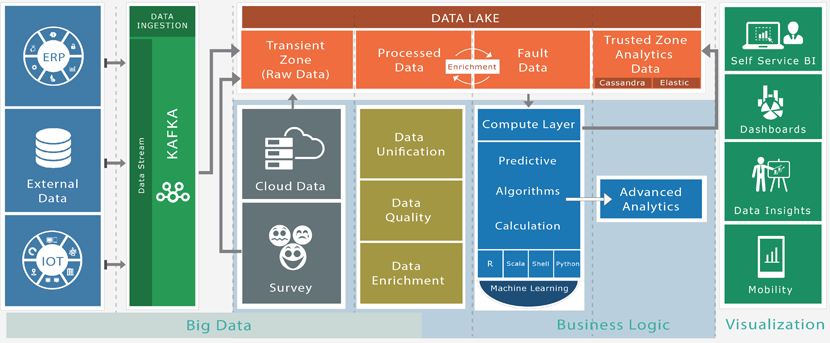 DATA
INGESTION
ERP
External
Data
IOT
Data Stream
KAFKA
DATA LAKE
Transient
Zone
(Raw Data)
Processed
Data
Enrichment
Fault
Data
Trusted Zone
Analytics
Data
Cassandra
Elastic
Cloud Data
Survey
Data
Unification
Data
Quality
Data
Enrichment
Compute Layer
Predictive
Algorithms
Calculation
R
Scala
Shell
Python
Machine Learning
Advanced
Analytics
Self Service BI
Dashboards
Data Insights
Mobility
Big Data
Business Logic
Visualization